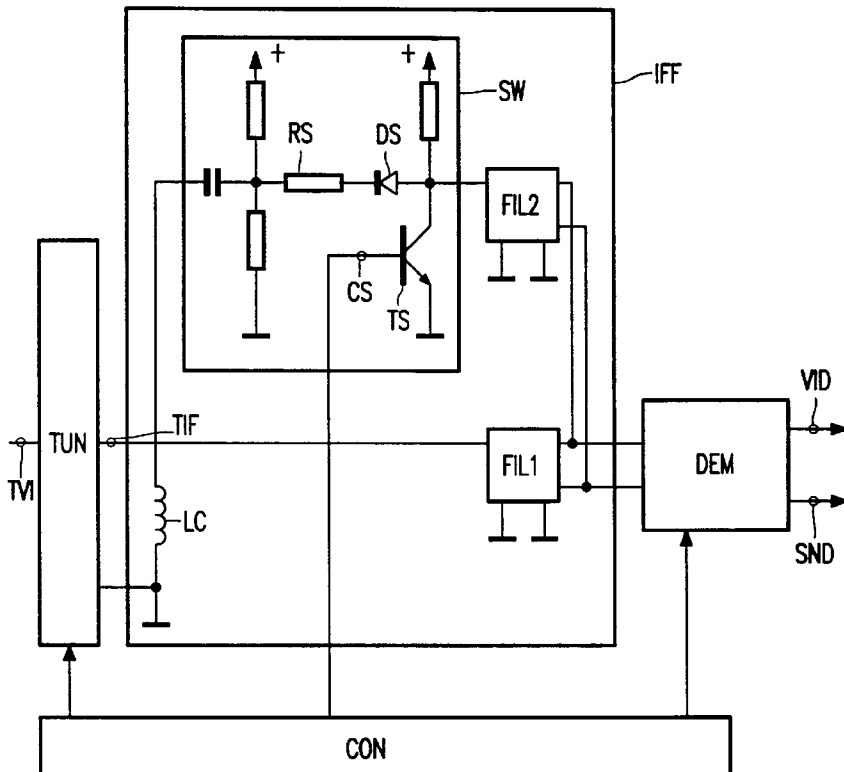 +
+
SW
IFF
RS
DS
FIL2
CS
TS
VID
TUN
TIF
TVI
FIL1
DEM
LC
SND
CON